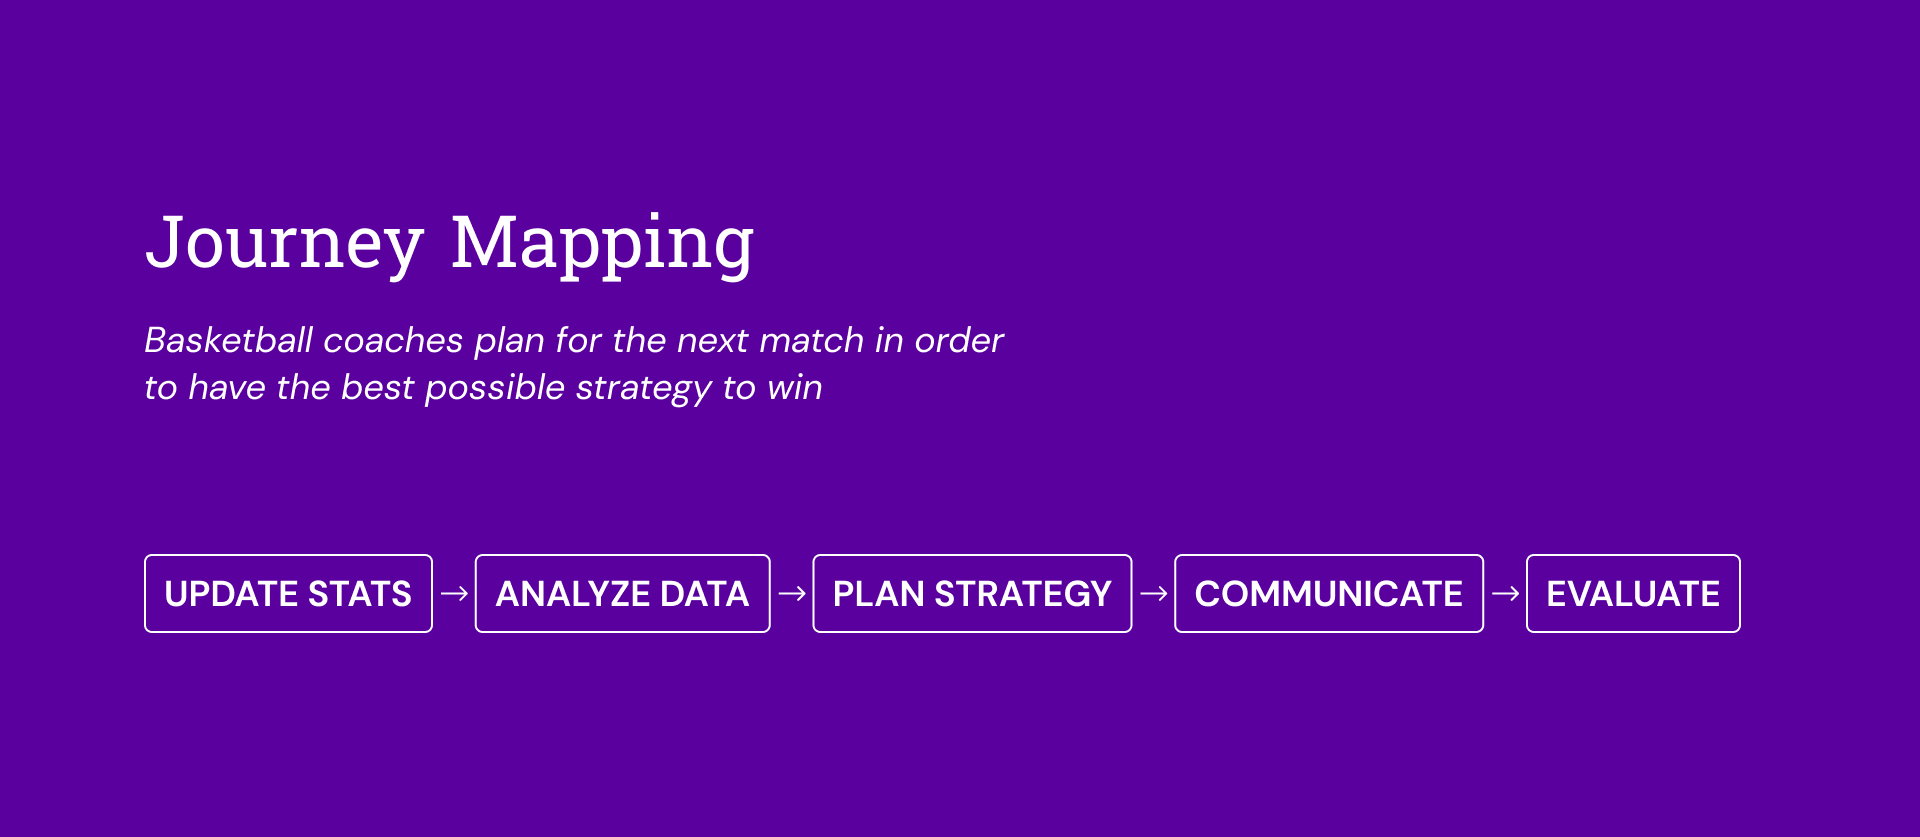 Journey Mapping
Basketball coaches plan for the next match in order
to have the best possible strategy to win
UPDATE STATS → ANALYZE DATA → PLAN STRATEGY → COMMUNICATE → EVALUATE